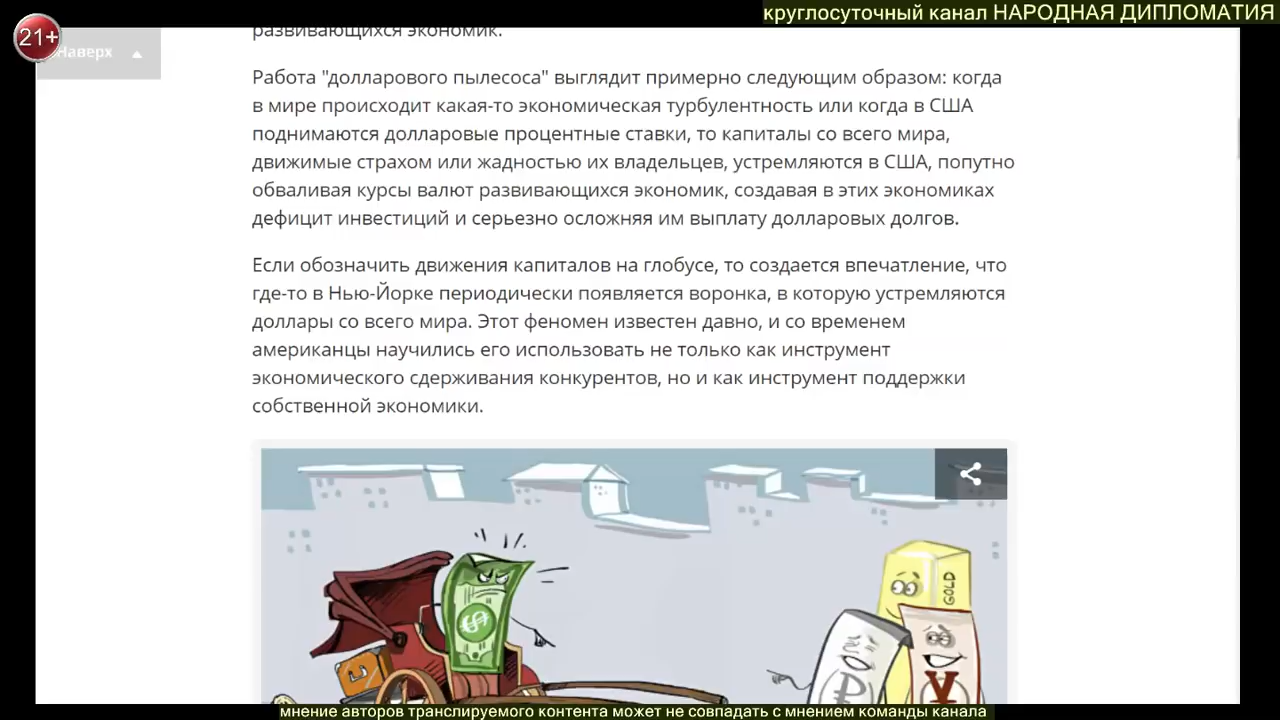 круглосуточный канал НАРОДНАЯ ДИПЛОМАТИЯ
21+
Наверх
развивающихся экономик.
Работа "долларового пылесоса" выглядит примерно следующим образом: когда
в мире происходит какая-то экономическая турбулентность или когда в США
поднимаются долларовые процентные ставки, то капиталы со всего мира,
движимые страхом или жадностью их владельцев, устремляются в США, попутно
обваливая курсы валют развивающихся экономик, создавая в этих экономиках
дефицит инвестиций и серьезно осложняя им выплату долларовых долгов.
Если обозначить движения капиталов на глобусе, то создается впечатление, что
где-то в Нью-Йорке периодически появляется воронка, в которую устремляются
доллары со всего мира. Этот феномен известен давно, и со временем
американцы научились его использовать не только как инструмент
экономического сдерживания конкурентов, но и как инструмент поддержки
собственной экономики.
$
GOLD
₽
¥
мнение авторов транслируемого контента может не совпадать с мнением команды канала